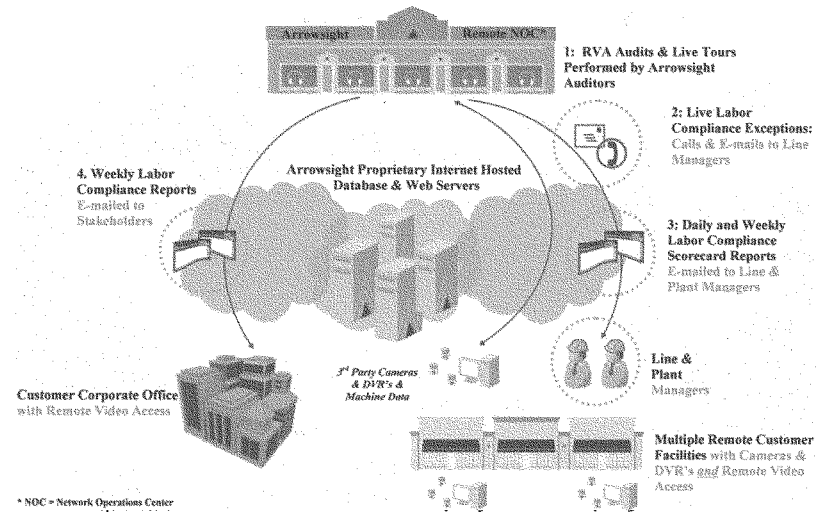 Arrowsight & Remote NOC*
1: RVA Audits & Live Tours
Performed by Arrowsight
Auditors
2: Live Labor
Compliance Exceptions:
Calls & E-mails to Line
Managers
4. Weekly Labor
Compliance Reports
E-mailed to
Stakeholders
Arrowsight Proprietary Internet Hosted
Database & Web Servers
3: Daily and Weekly
Labor Compliance
Scorecard Reports
E-mailed to Line &
Plant Managers
3rd Party Cameras
& DVR's &
Machine Data
Line &
Plant
Managers
Customer Corporate Office
with Remote Video Access
Multiple Remote Customer
Facilities with Cameras &
DVR's and Remote Video
Access
* NOC = Network Operations Center